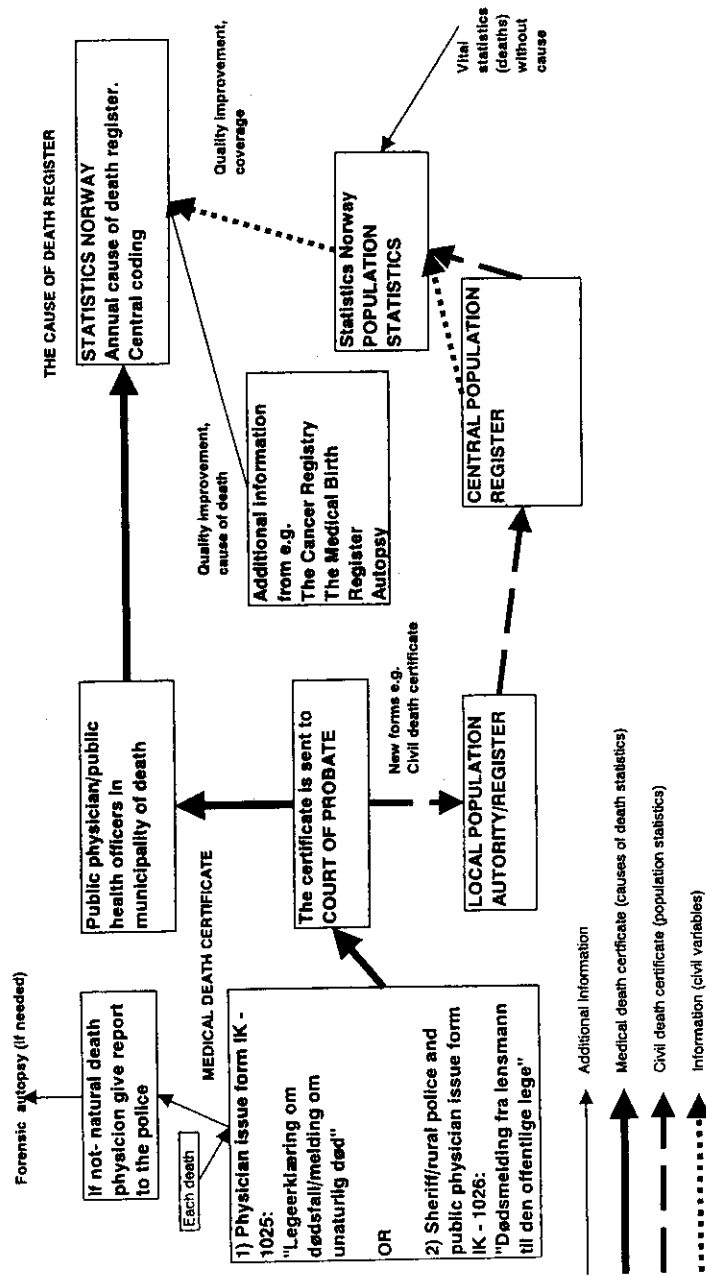 Forensic autopsy (if needed)
If not- natural death
physicion give report
to the police
Each death
MEDICAL DEATH CERTIFICATE
1) Physician issue form IK -
1025:
"Legeerklæring om
dødsfall/melding om
unaturlig død"
OR
2) Sheriff/rural police and
public physician issue form
IK - 1026:
"Dødsmelding fra lensmann
til den offentlige lege"
Public physician/public
health officers in
municipality of death
The certificate is sent to
COURT OF PROBATE
New forms e.g.
Civil death certificate
LOCAL POPULATION
AUTORITY/REGISTER
THE CAUSE OF DEATH REGISTER
STATISTICS NORWAY
Annual cause of death register.
Central coding
Quality improvement,
cause of death
Additional information
from e.g.
The Cancer Registry
The Medical Birth
Register
Autopsy
Quality improvement,
coverage
Statistics Norway
POPULATION
STATISTICS
Vital
statistics
(deaths)
without
cause
CENTRAL POPULATION
REGISTER
Additional Information
Medical death certficate (causes of death statistics)
Civil death certificate (population statistics)
Information (civil variables)